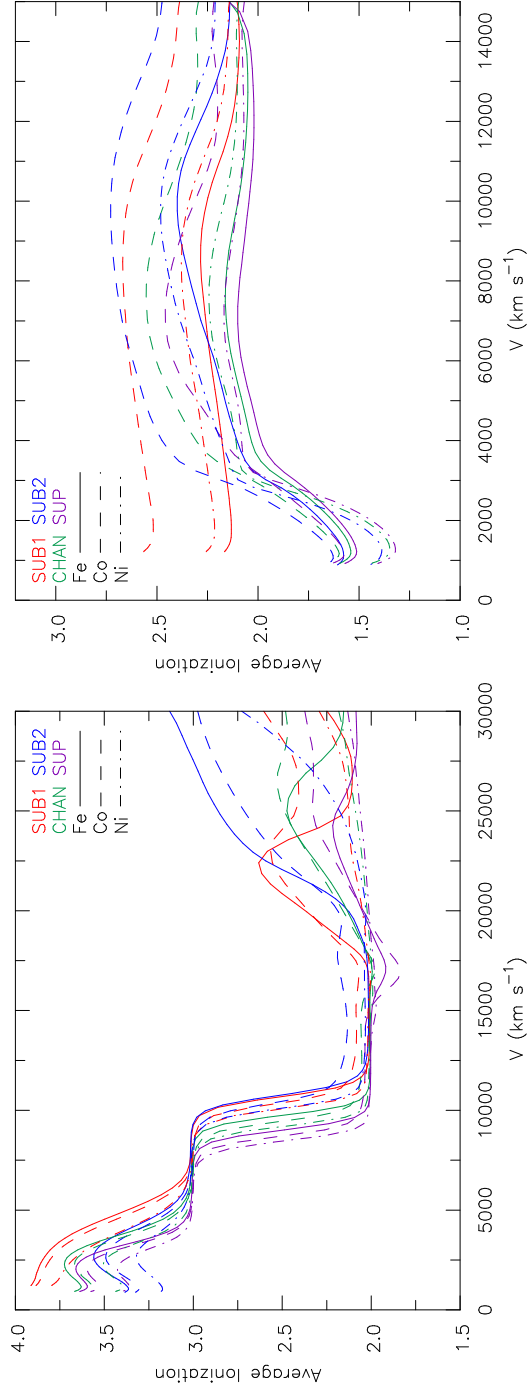 SUB1 SUB2
CHAN SUP
Fe
Co
Ni
4.0
3.5
3.0
2.5
2.0
1.5
Average Ionization
0
5000
10000
15000
20000
25000
30000
V (km s⁻¹)
SUB1 SUB2
CHAN SUP
Fe
Co
Ni
3.0
2.5
2.0
1.5
1.0
Average Ionization
0
2000
4000
6000
8000
10000
12000
14000
V (km s⁻¹)